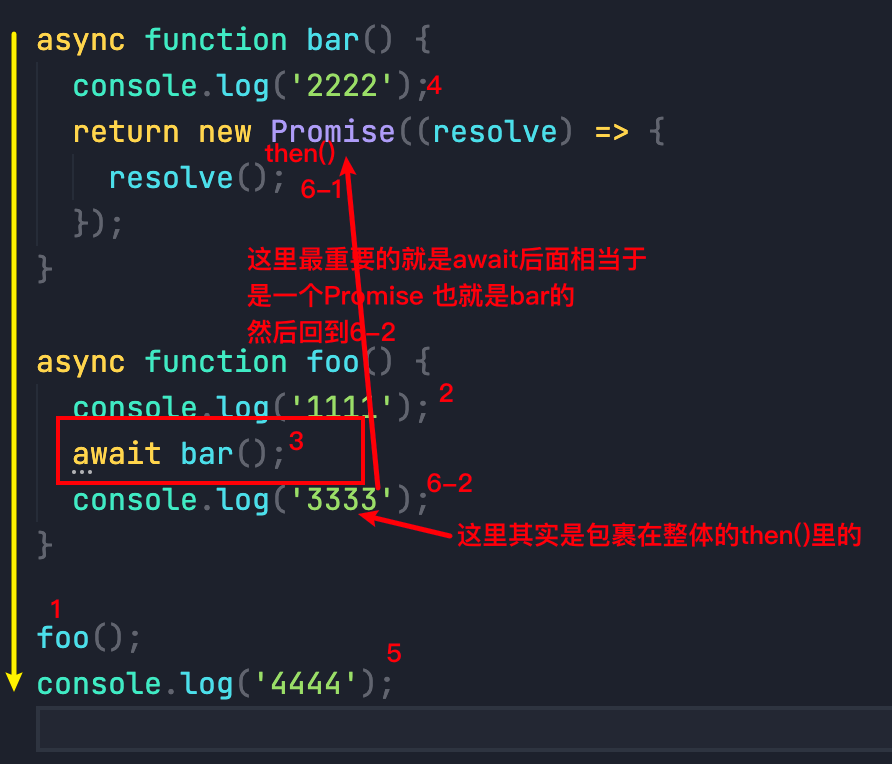 async function bar() {
console.log('2222');4
return new Promise((resolve) => {
then()
resolve();
6-1
});
}
这里最重要的就是await后面相当于
是一个Promise 也就是bar的
然后回到6-2
async function foo() {
console.log('1111'); 2
await bar(); 3
console.log('3333'); 6-2
这里其实是包裹在整体的then()里的
}
1
foo();
console.log('4444'); 5